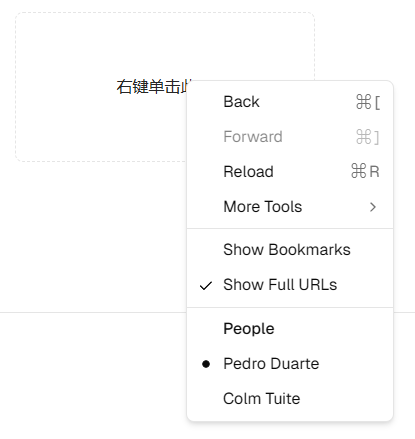 右键单击
Back ⌘[
Forward ⌘]
Reload ⌘R
More Tools
Show Bookmarks
Show Full URLs
People
Pedro Duarte
Colm Tuite